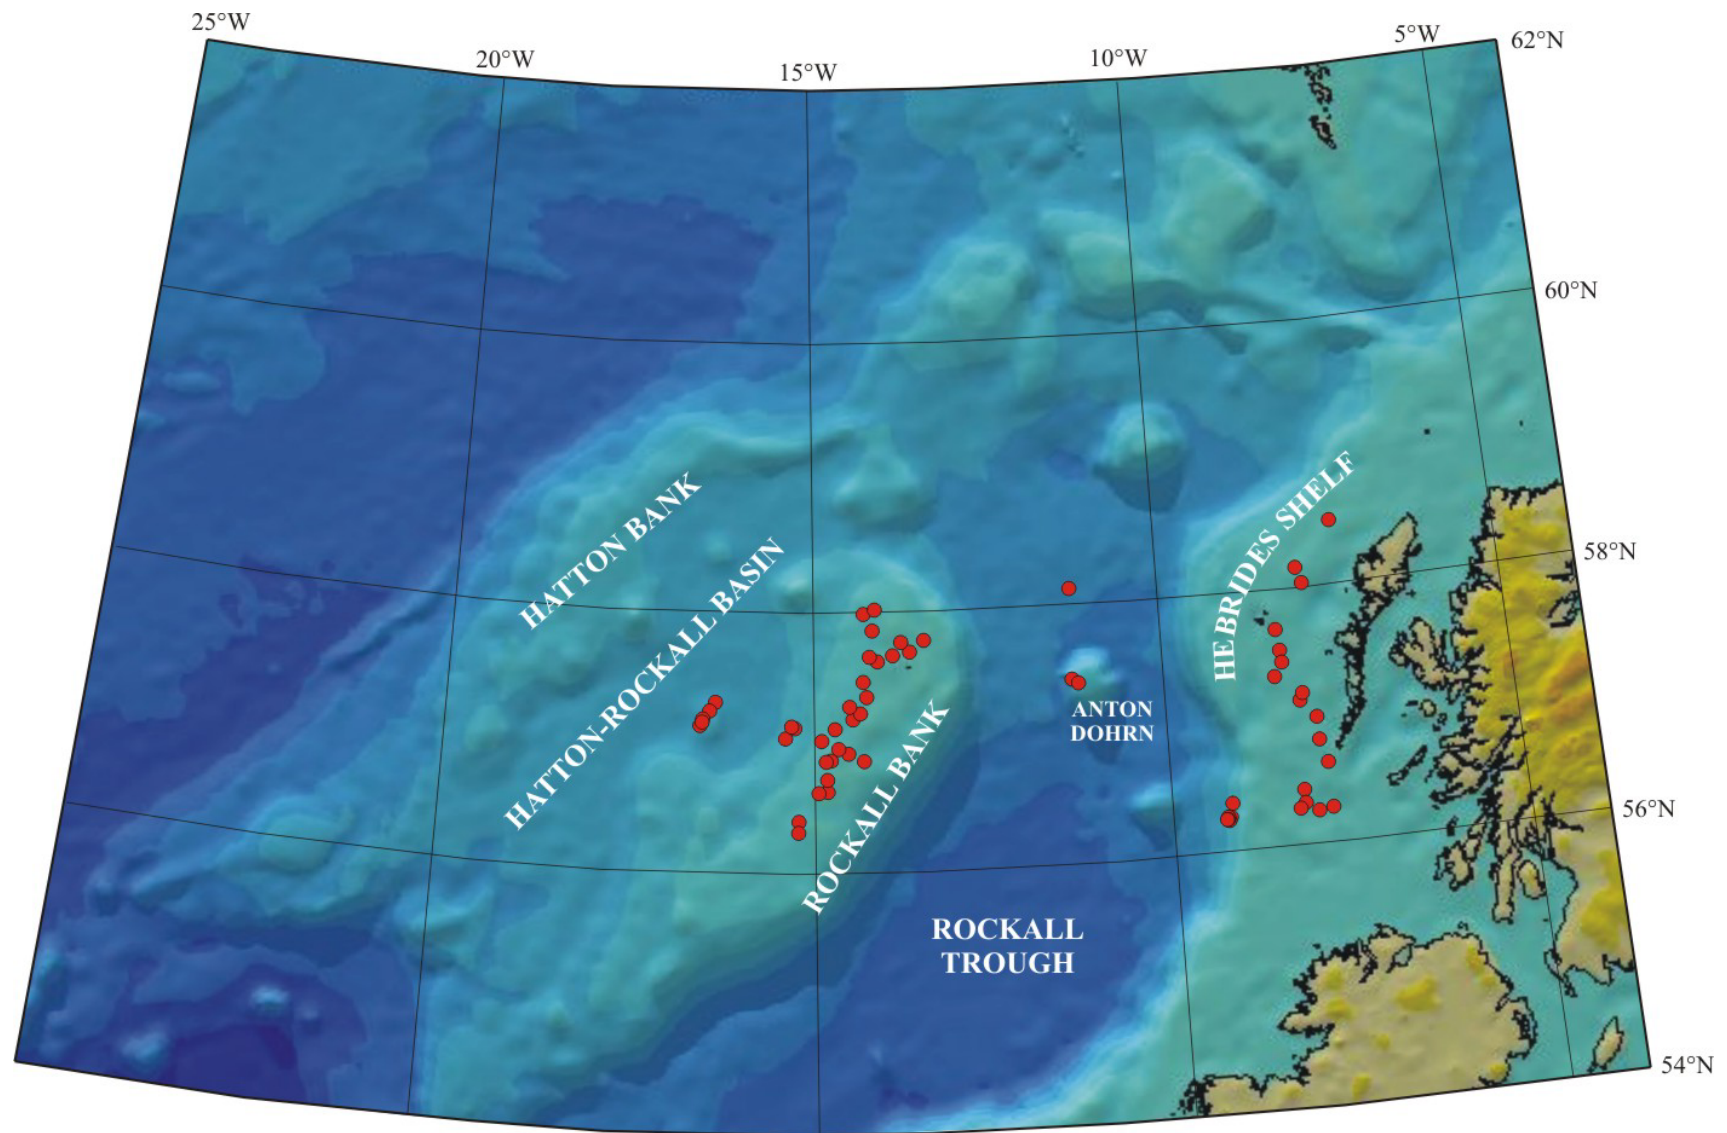 25°W
20°W
15°W
10°W
5°W
62°N
60°N
58°N
56°N
54°N
HATTON BANK
HATTON-ROCKALL BASIN
ROCKALL BANK
HEBRIDES SHELF
ANTON
DOHRN
ROCKALL
TROUGH